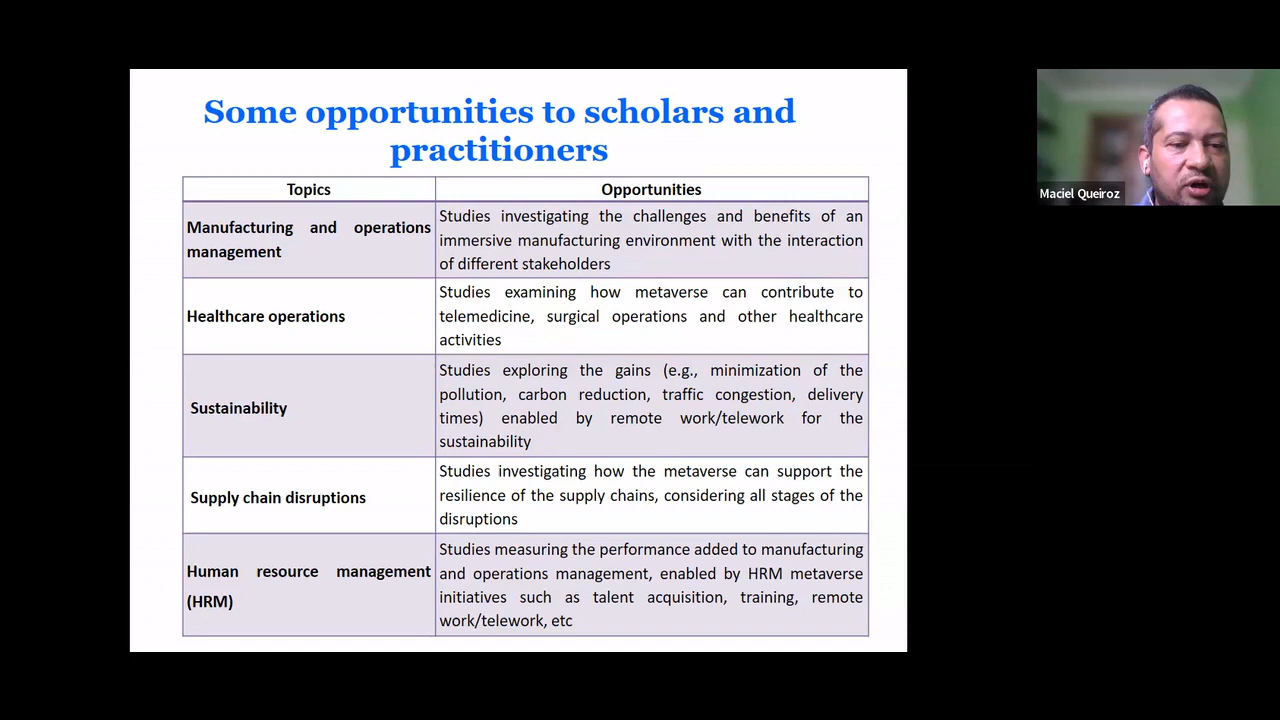 Some opportunities to scholars and
practitioners
Topics
Opportunities
Manufacturing and operations
management
Studies investigating the challenges and benefits of an
immersive manufacturing environment with the interaction
of different stakeholders
Healthcare operations
Studies examining how metaverse can contribute to
telemedicine, surgical operations and other healthcare
activities
Sustainability
Studies exploring the gains (e.g., minimization of the
pollution, carbon reduction, traffic congestion, delivery
times) enabled by remote work/telework for the
sustainability
Supply chain disruptions
Studies investigating how the metaverse can support the
resilience of the supply chains, considering all stages of the
disruptions
Human resource management
(HRM)
Studies measuring the performance added to manufacturing
and operations management, enabled by HRM metaverse
initiatives such as talent acquisition, training, remote
work/telework, etc
Maciel Queiroz